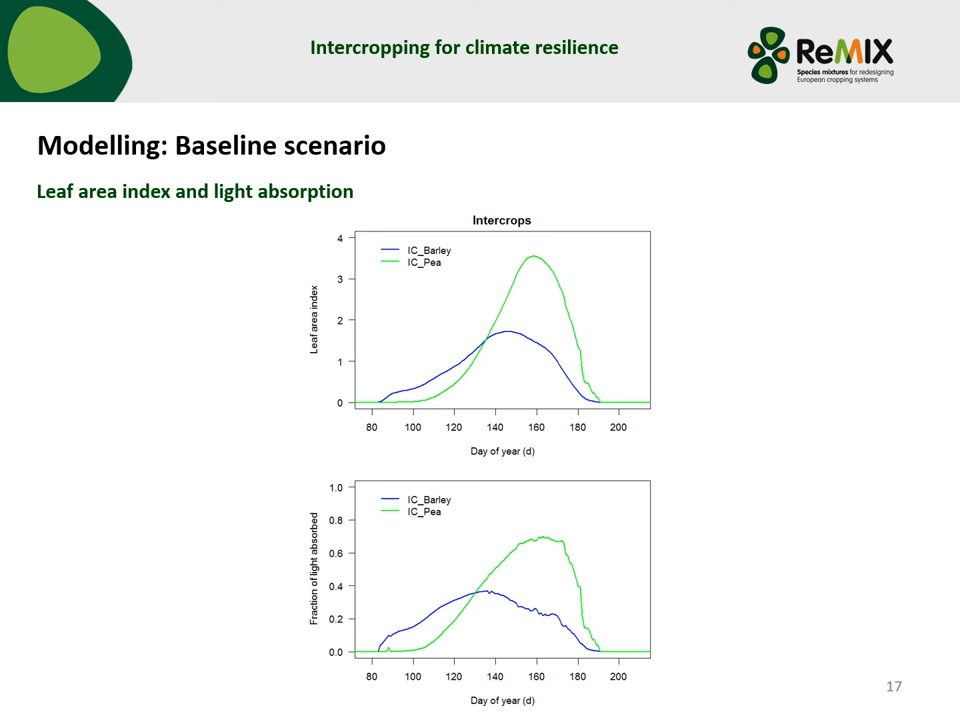 Intercropping for climate resilience
ReMIX
Species mixtures for redesigning
European cropping systems
Modelling: Baseline scenario
Leaf area index and light absorption
Intercrops
IC_Barley
IC_Pea
Leaf area index
4
3
2
1
0
80 100 120 140 160 180 200
Day of year (d)
IC_Barley
IC_Pea
Fraction of light absorbed
1.0
0.8
0.6
0.4
0.2
0.0
80 100 120 140 160 180 200
Day of year (d)
17